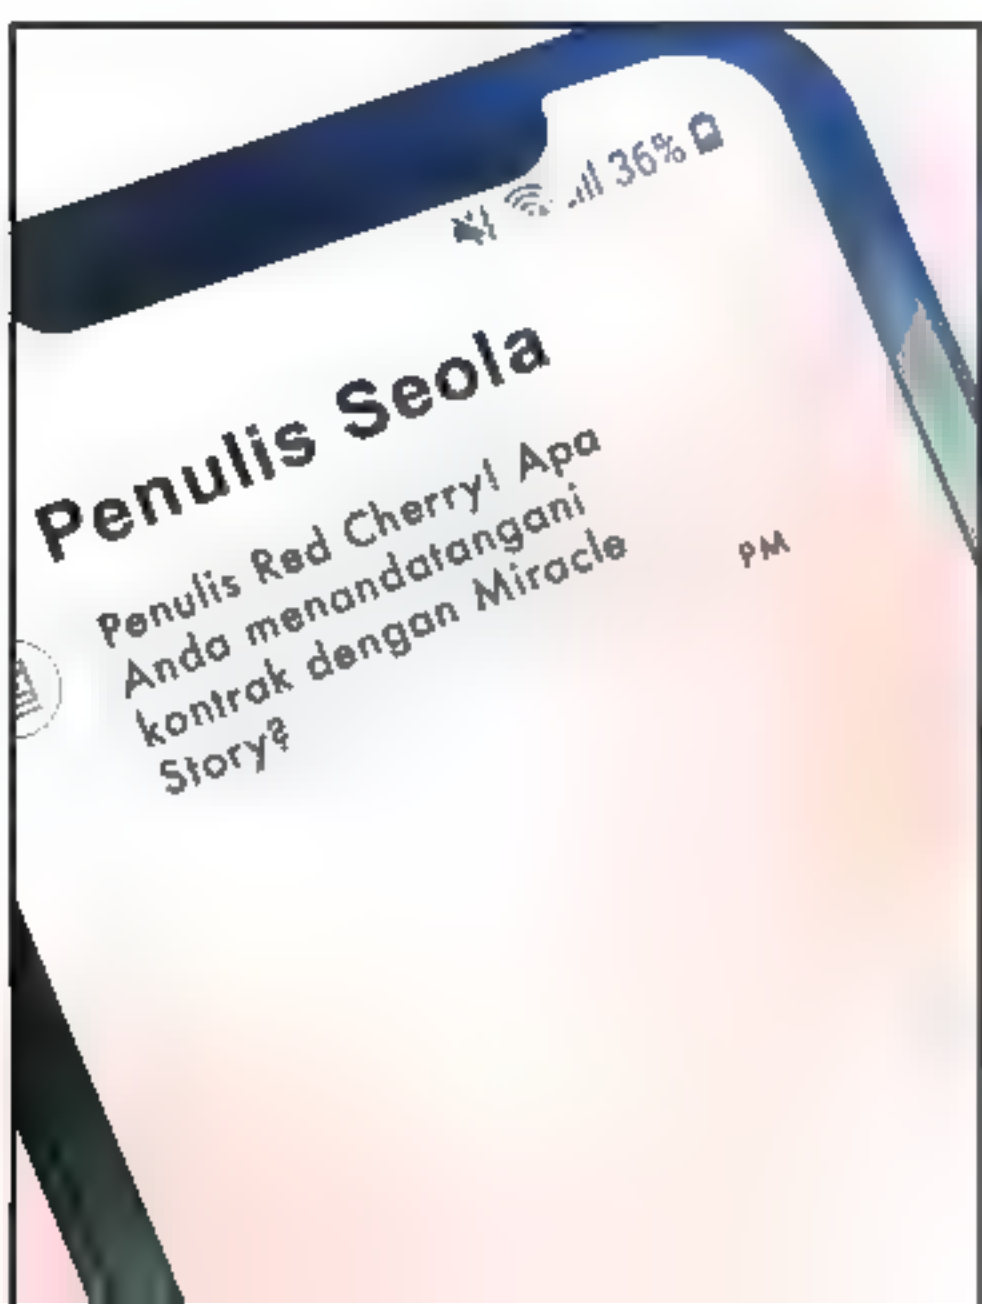 36%
Penulis Seola
Penulis Red Cherry! Apa
Anda menandatangani
kontrak dengan Miracle
Story?
PM